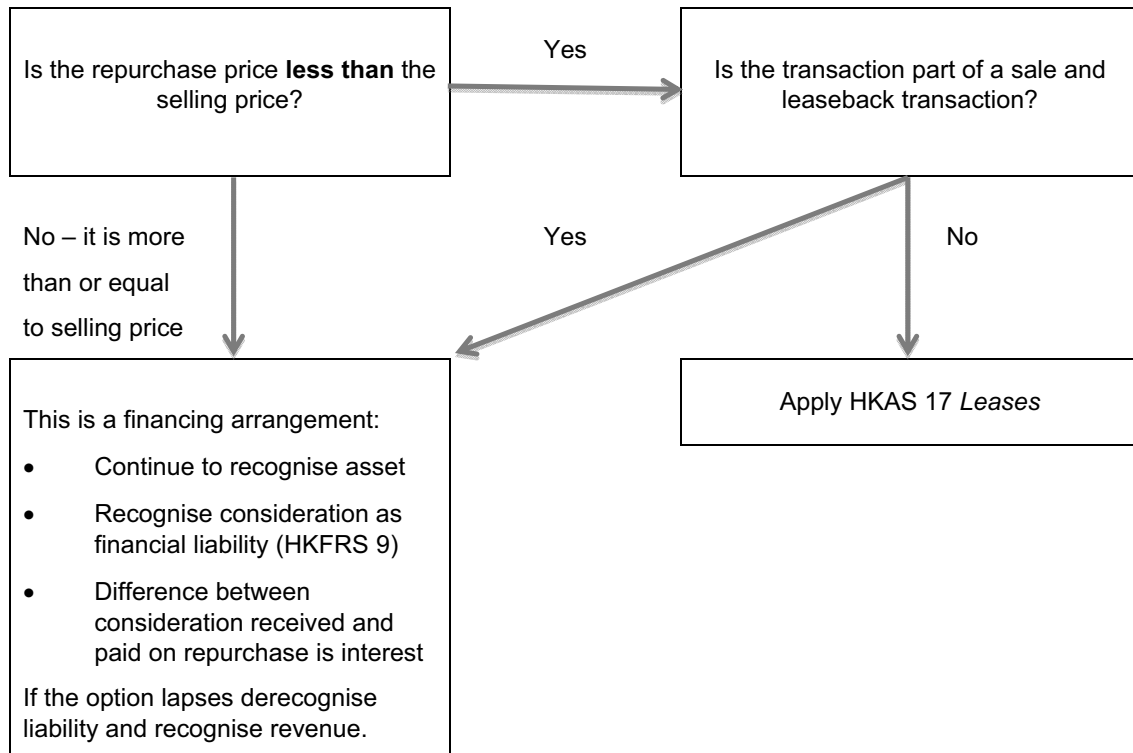 Is the repurchase price less than the
selling price?
Yes
Is the transaction part of a sale and
leaseback transaction?
No – it is more
than or equal
to selling price
Yes
No
This is a financing arrangement:
• Continue to recognise asset
• Recognise consideration as
financial liability (HKFRS 9)
• Difference between
consideration received and
paid on repurchase is interest
If the option lapses derecognise
liability and recognise revenue.
Apply HKAS 17 Leases